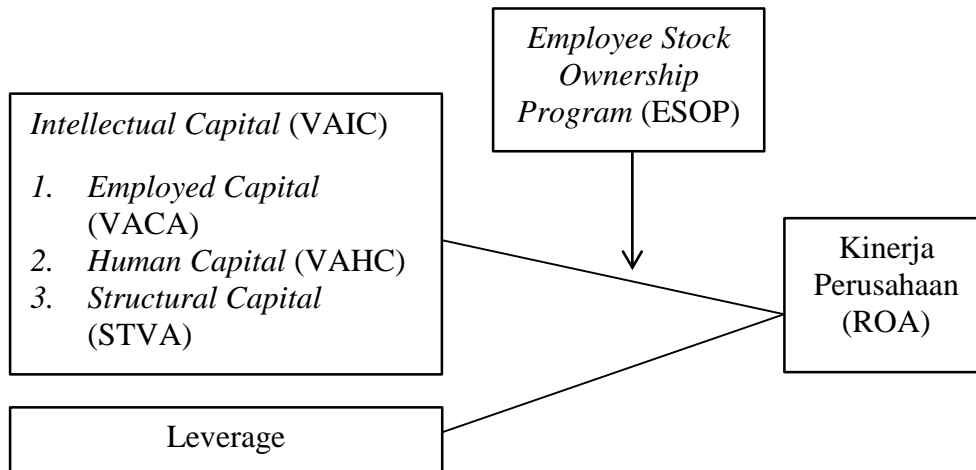 Employee Stock
Ownership
Program (ESOP)
Intellectual Capital (VAIC)
1. Employed Capital
(VACA)
2. Human Capital (VAHC)
3. Structural Capital
(STVA)
Kinerja
Perusahaan
(ROA)
Leverage